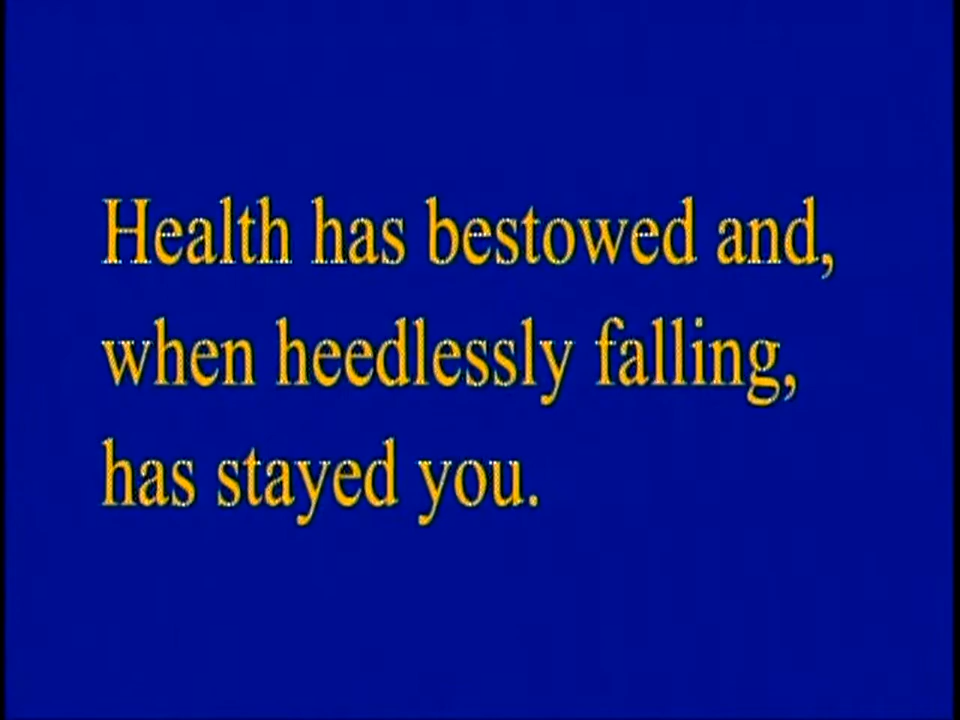 Health has bestowed and,
when heedlessly falling,
has stayed you.